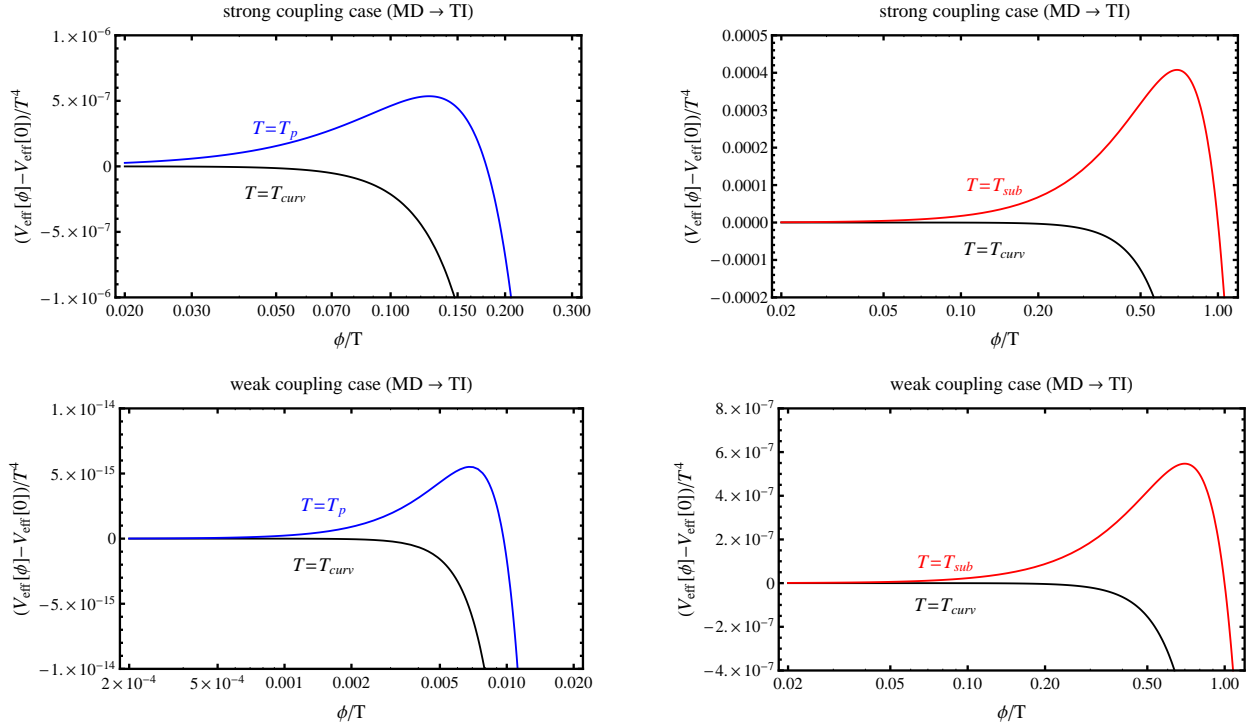 strong coupling case (MD → TI)
1.×10⁻⁶
5.×10⁻⁷
0
−5.×10⁻⁷
−1.×10⁻⁶
(V_eff[ϕ]−V_eff[0])/T⁴
T=T_p
T=T_curv
0.020 0.030 0.050 0.070 0.100 0.150 0.200 0.300
ϕ/T
strong coupling case (MD → TI)
0.0005
0.0004
0.0003
0.0002
0.0001
0.0000
−0.0001
−0.0002
(V_eff[ϕ]−V_eff[0])/T⁴
T=T_sub
T=T_curv
0.02 0.05 0.10 0.20 0.50 1.00
ϕ/T
weak coupling case (MD → TI)
1.×10⁻¹⁴
5.×10⁻¹⁵
0
−5.×10⁻¹⁵
−1.×10⁻¹⁴
(V_eff[ϕ]−V_eff[0])/T⁴
T=T_p
T=T_curv
2×10⁻⁴ 5×10⁻⁴ 0.001 0.002 0.005 0.010 0.020
ϕ/T
weak coupling case (MD → TI)
8.×10⁻⁷
6.×10⁻⁷
4.×10⁻⁷
2.×10⁻⁷
0
−2.×10⁻⁷
−4.×10⁻⁷
(V_eff[ϕ]−V_eff[0])/T⁴
T=T_sub
T=T_curv
0.02 0.05 0.10 0.20 0.50 1.00
ϕ/T